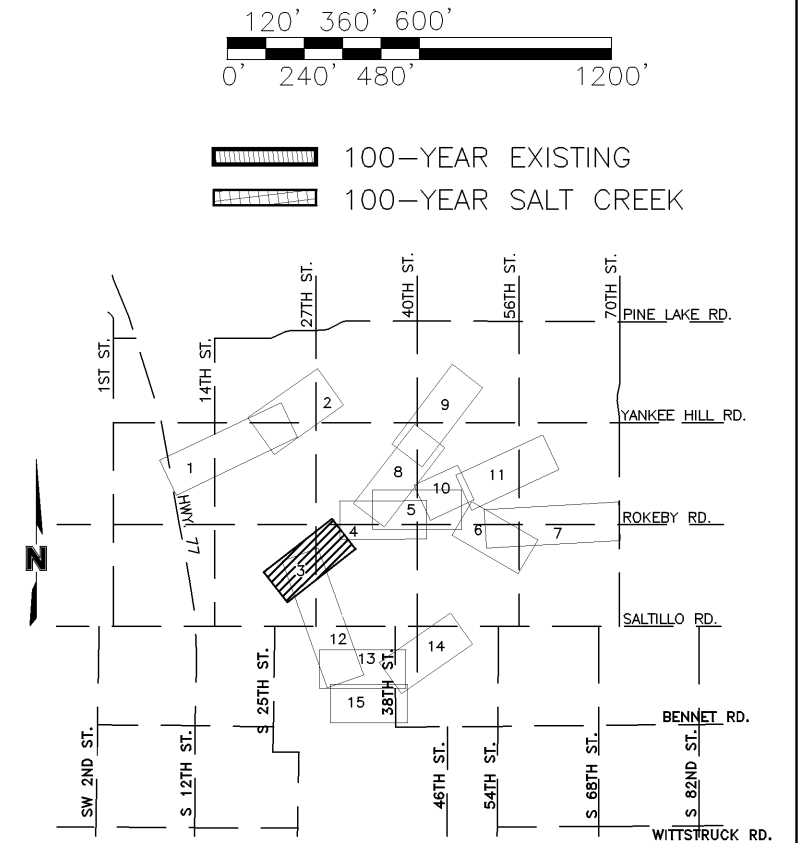 120' 360' 600'
0' 240' 480' 1200'
100-YEAR EXISTING
100-YEAR SALT CREEK
27TH ST.
40TH ST.
56TH ST.
70TH ST.
PINE LAKE RD.
1ST ST.
14TH ST.
2
9
YANKEE HILL RD.
1
8
11
10
HWY. 77
5
4
6
7
ROKEBY RD.
N
3
SALTILLO RD.
12
13
14
S 25TH ST.
38TH ST.
15
BENNET RD.
SW 2ND ST.
S 12TH ST.
46TH ST.
54TH ST.
S 68TH ST.
S 82ND ST.
WITTSTRUCK RD.